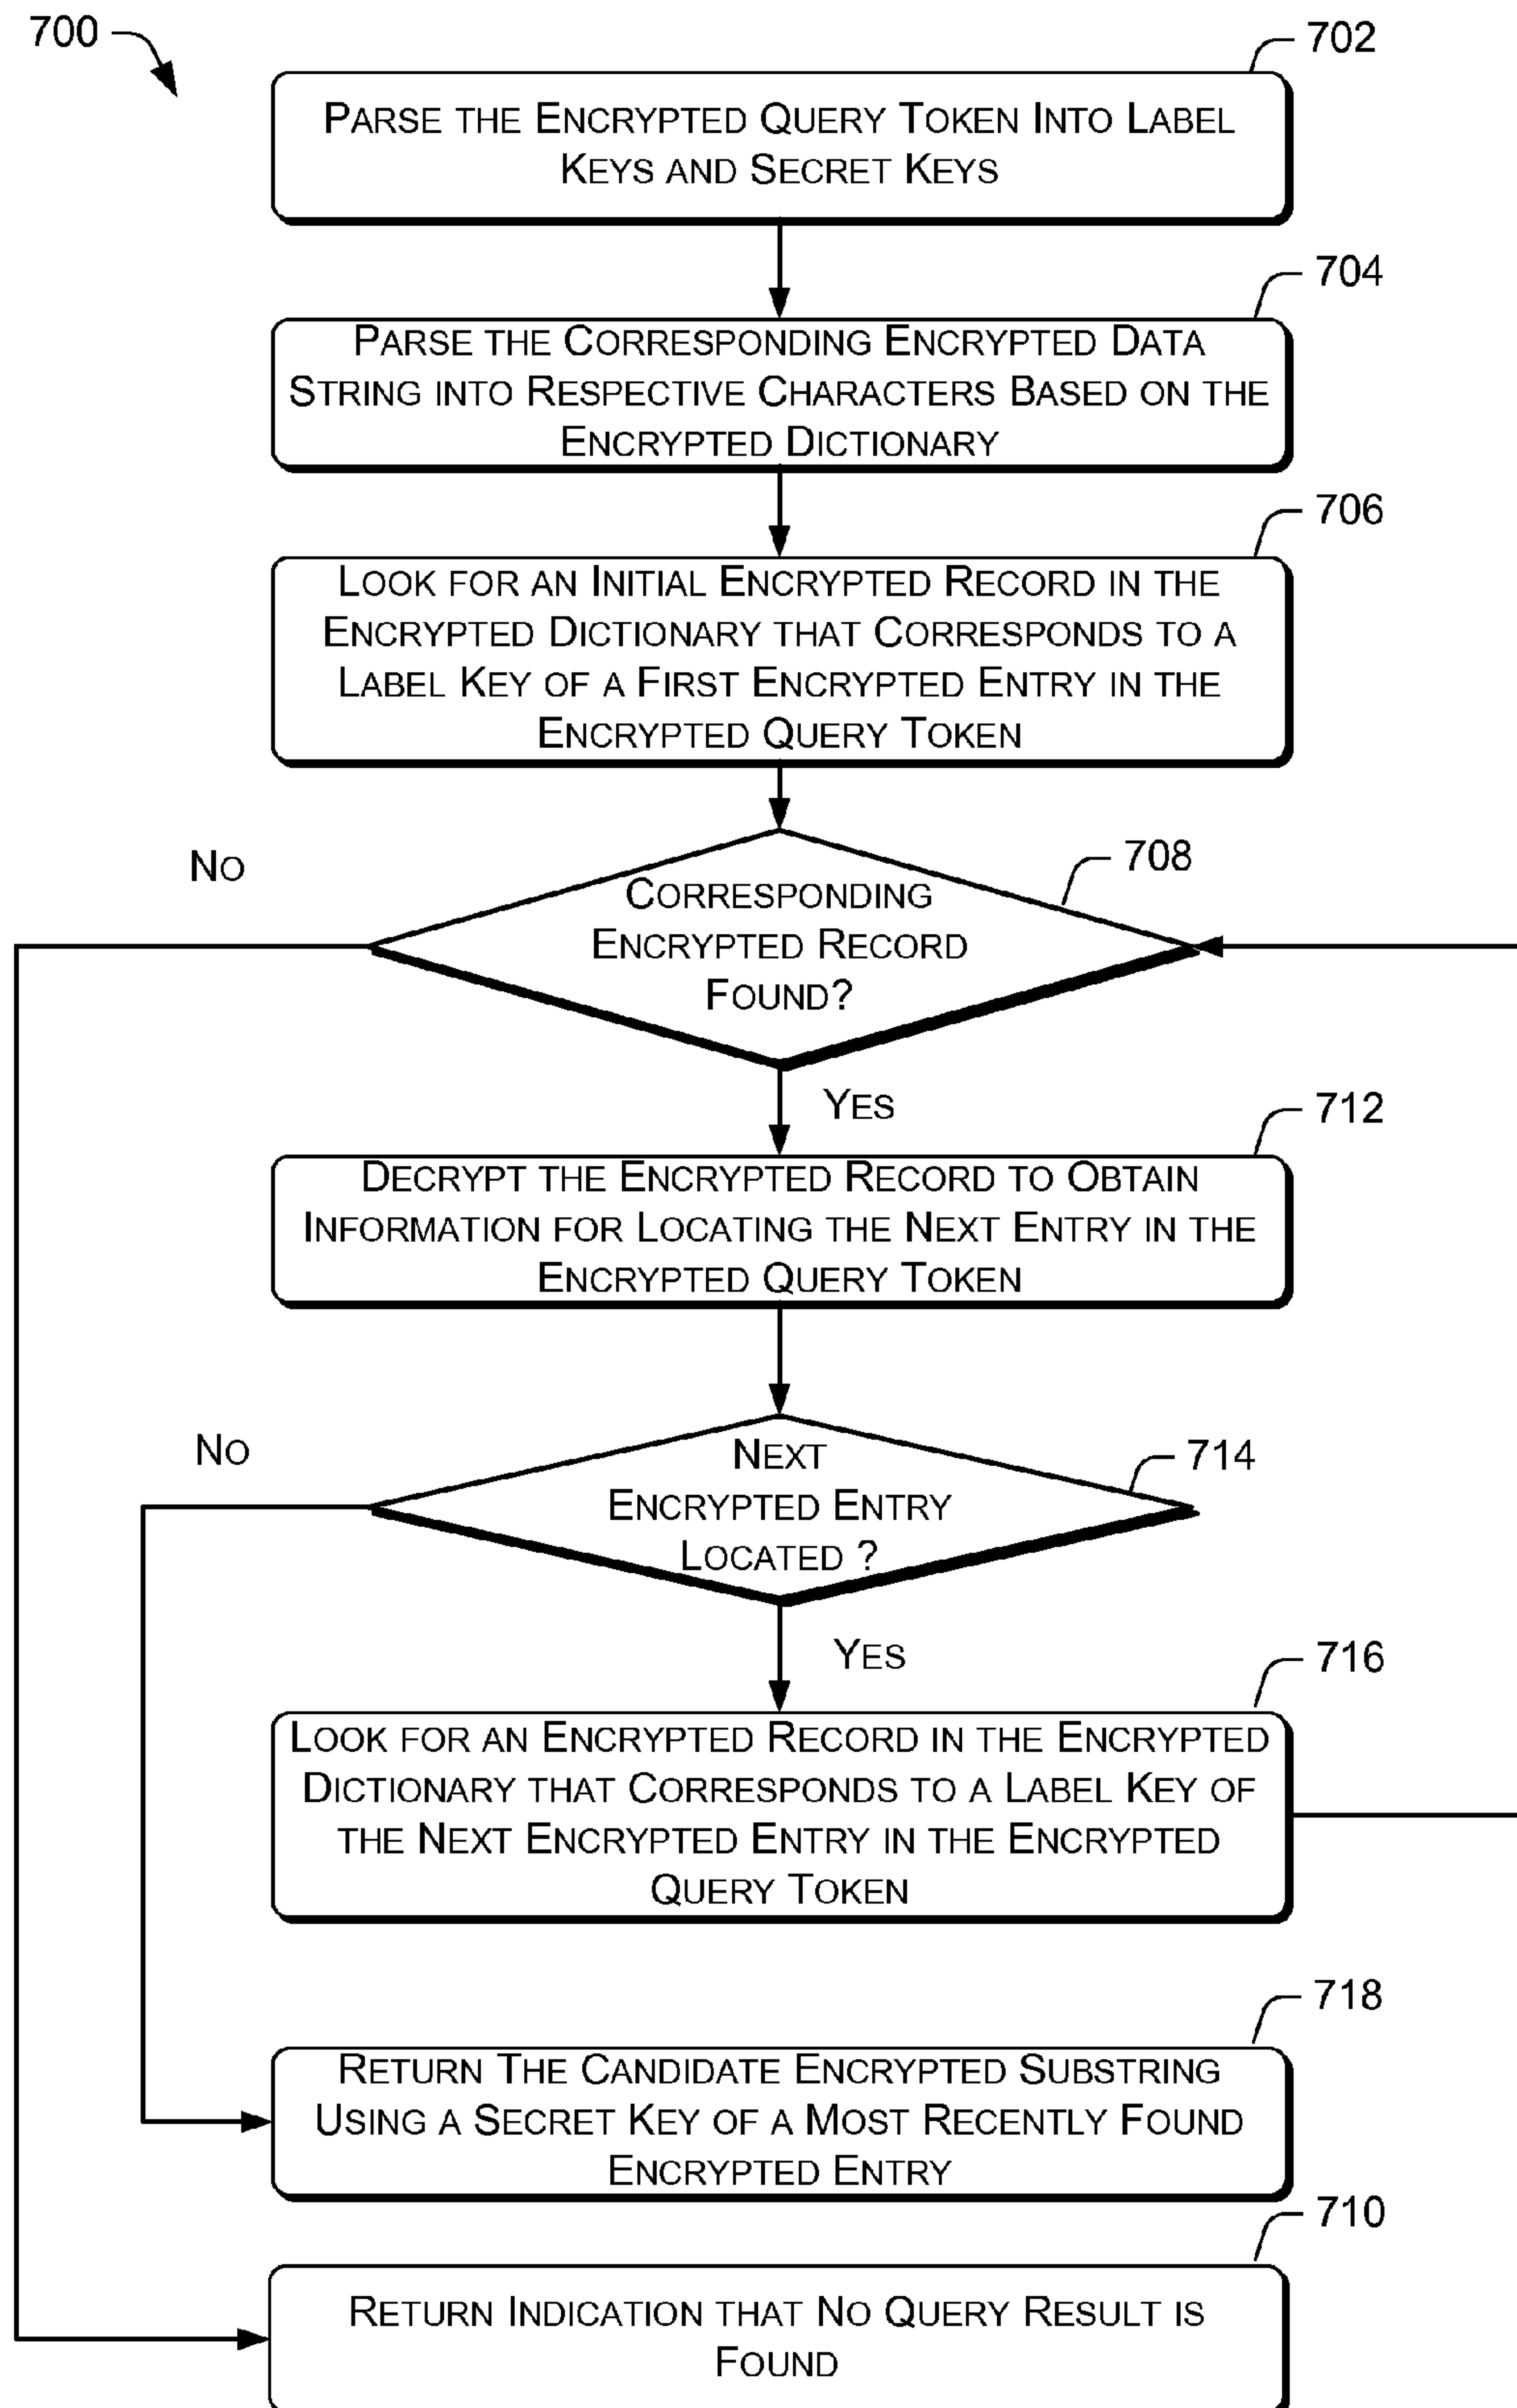 700
702
PARSE THE ENCRYPTED QUERY TOKEN INTO LABEL
KEYS AND SECRET KEYS
704
PARSE THE CORRESPONDING ENCRYPTED DATA
STRING INTO RESPECTIVE CHARACTERS BASED ON THE
ENCRYPTED DICTIONARY
706
LOOK FOR AN INITIAL ENCRYPTED RECORD IN THE
ENCRYPTED DICTIONARY THAT CORRESPONDS TO A
LABEL KEY OF A FIRST ENCRYPTED ENTRY IN THE
ENCRYPTED QUERY TOKEN
708
NO
CORRESPONDING
ENCRYPTED RECORD
FOUND?
YES
712
DECRYPT THE ENCRYPTED RECORD TO OBTAIN
INFORMATION FOR LOCATING THE NEXT ENTRY IN THE
ENCRYPTED QUERY TOKEN
NO
714
NEXT
ENCRYPTED ENTRY
LOCATED ?
YES
716
LOOK FOR AN ENCRYPTED RECORD IN THE ENCRYPTED
DICTIONARY THAT CORRESPONDS TO A LABEL KEY OF
THE NEXT ENCRYPTED ENTRY IN THE ENCRYPTED
QUERY TOKEN
718
RETURN THE CANDIDATE ENCRYPTED SUBSTRING
USING A SECRET KEY OF A MOST RECENTLY FOUND
ENCRYPTED ENTRY
710
RETURN INDICATION THAT NO QUERY RESULT IS
FOUND